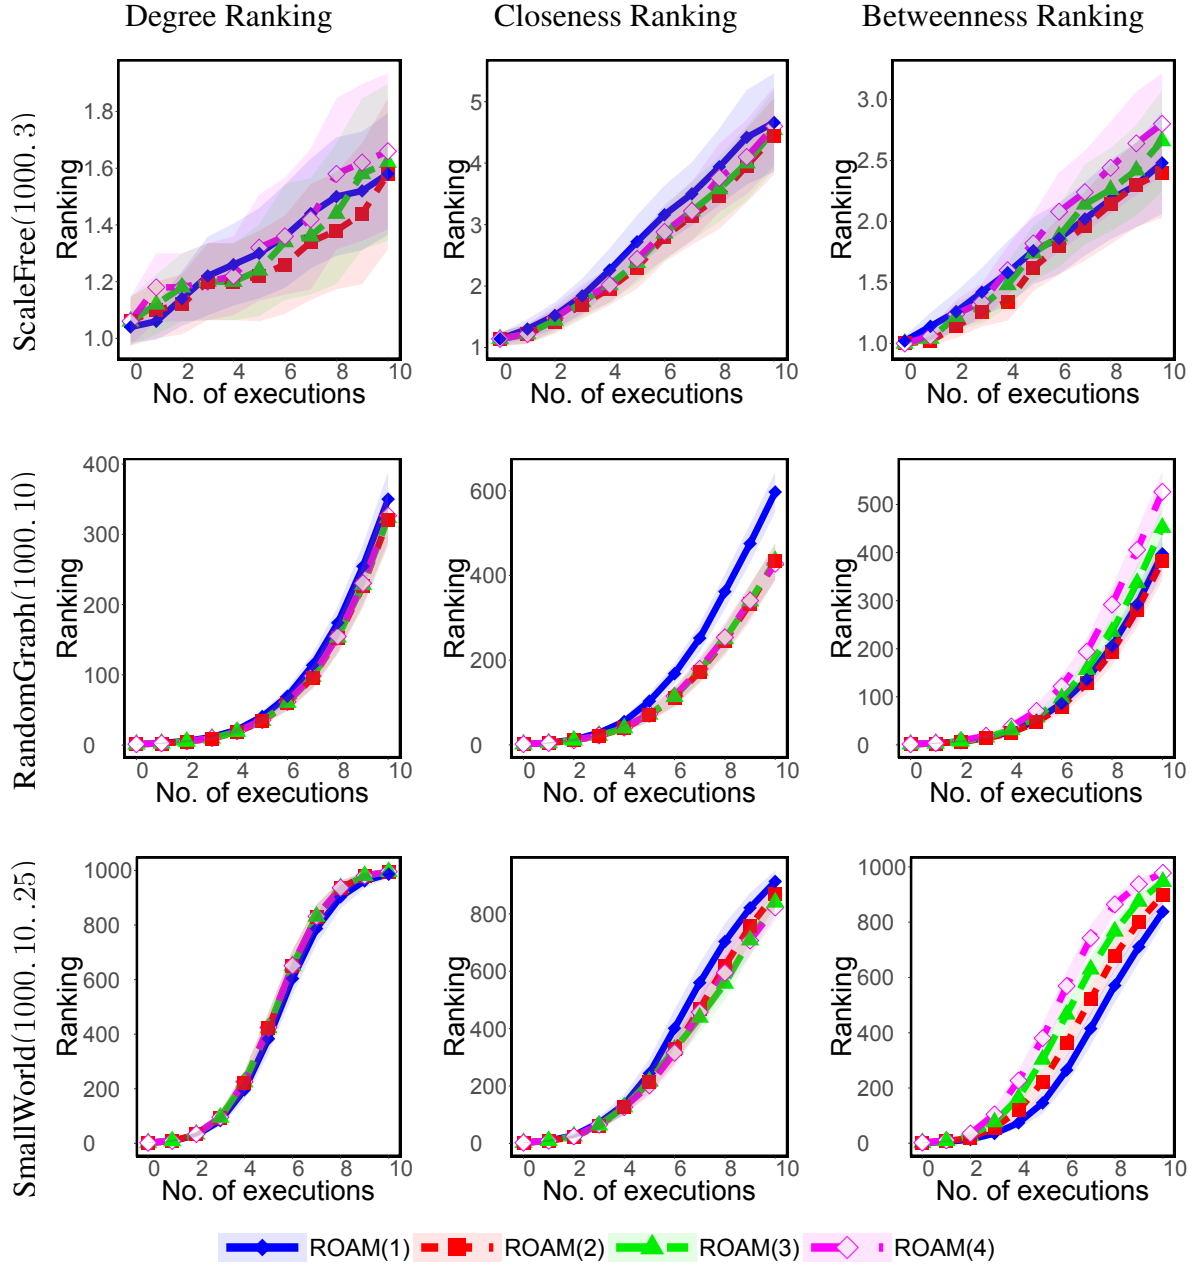 Degree Ranking Closeness Ranking Betweenness Ranking
ScaleFree(1000. 3)
Ranking
1.8
1.6
1.4
1.2
1.0
0 2 4 6 8 10
No. of executions
Ranking
5
4
3
2
1
0 2 4 6 8 10
No. of executions
Ranking
3.0
2.5
2.0
1.5
1.0
0 2 4 6 8 10
No. of executions
RandomGraph(1000. 10)
Ranking
400
300
200
100
0
0 2 4 6 8 10
No. of executions
Ranking
600
400
200
0
0 2 4 6 8 10
No. of executions
Ranking
500
400
300
200
100
0
0 2 4 6 8 10
No. of executions
SmallWorld(1000. 10. .25)
Ranking
1000
800
600
400
200
0
0 2 4 6 8 10
No. of executions
Ranking
800
600
400
200
0
0 2 4 6 8 10
No. of executions
Ranking
1000
800
600
400
200
0
0 2 4 6 8 10
No. of executions
ROAM(1) ROAM(2) ROAM(3) ROAM(4)